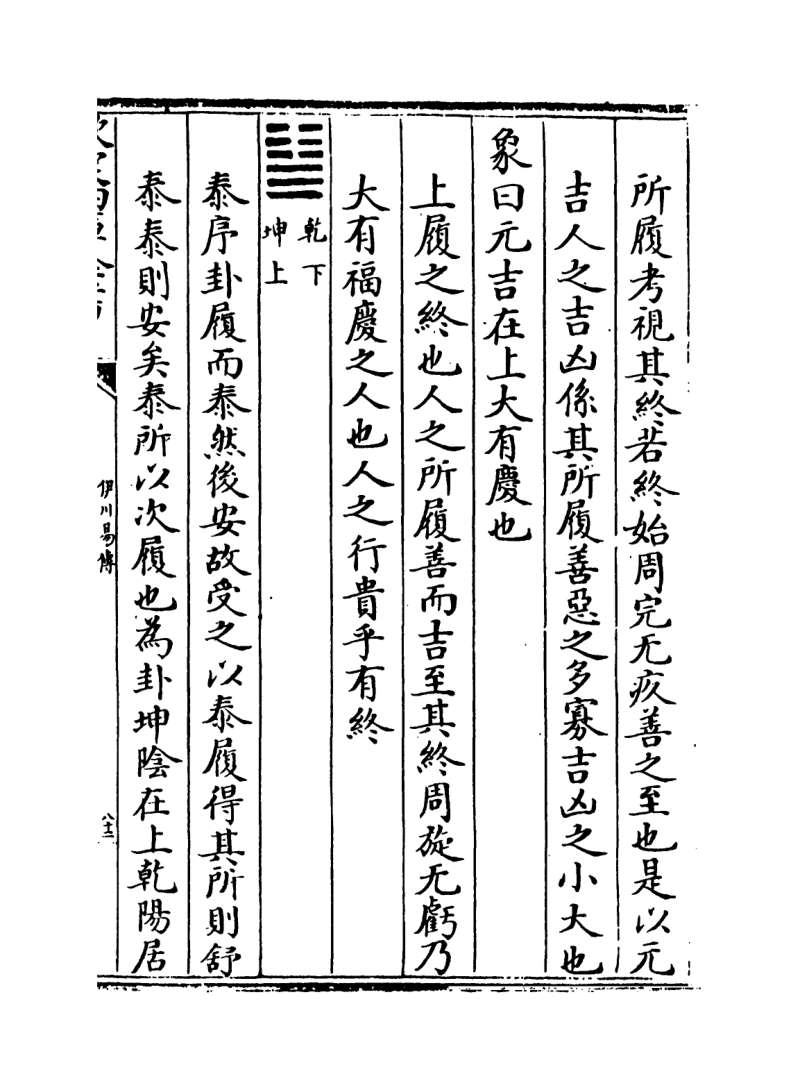 所履考視其終若終始周完无疚善之至也是以元
吉人之吉凶係其所履善惡之多寡吉凶之小大也
象曰元吉在上大有慶也
上履之終也人之所履善而吉至其終周旋无虧乃
大有福慶之人也人之行貴乎有終
乾下
坤上
泰序卦履而泰然後安故受之以泰履得其所則舒
泰泰則安矣泰所以次履也為卦坤陰在上乾陽居
伊川易傳
八十二